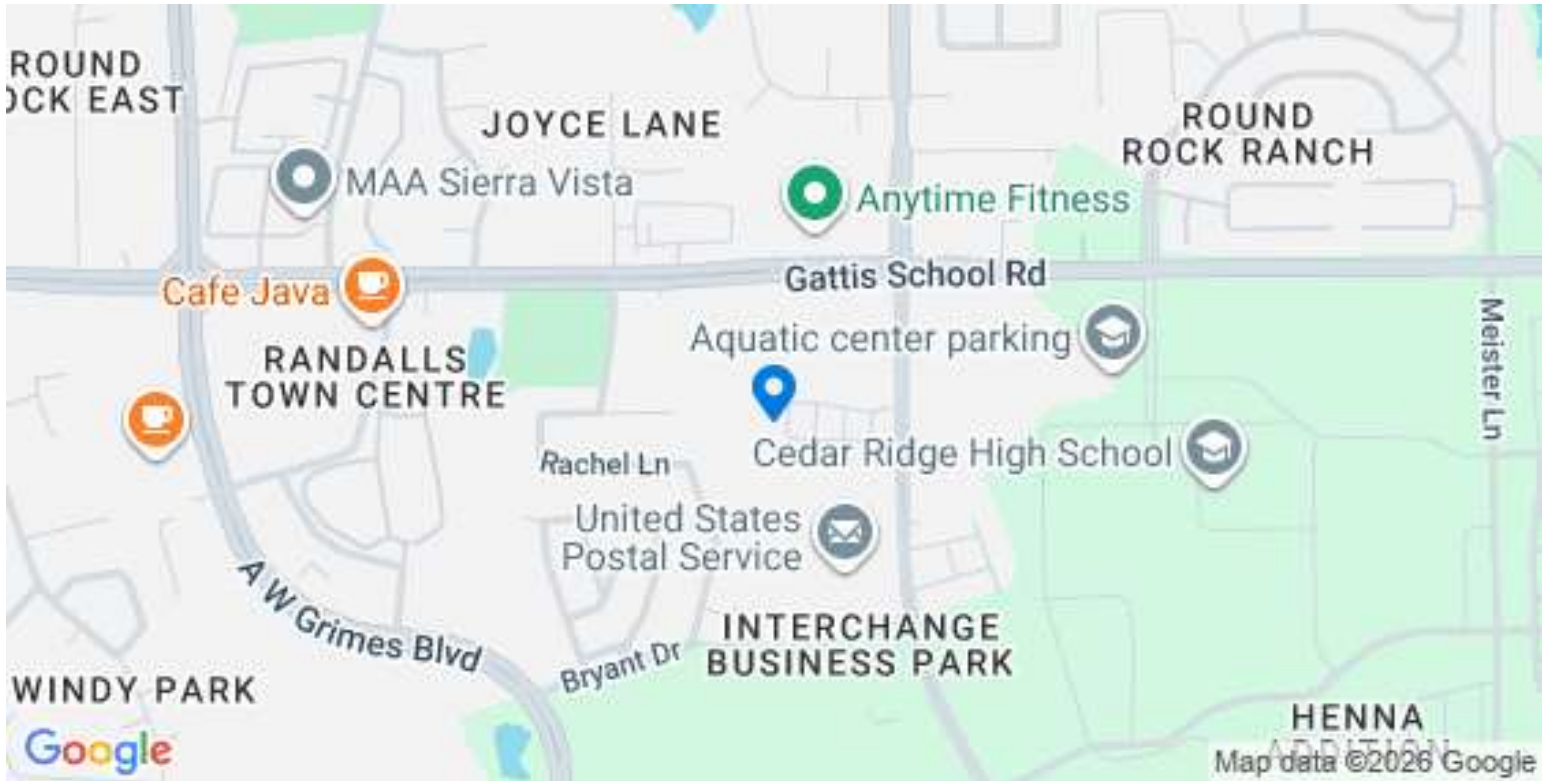 ROUND
OCK EAST
JOYCE LANE
ROUND
ROCK RANCH
MAA Sierra Vista
Anytime Fitness
Gattis School Rd
Cafe Java
Aquatic center parking
Meister Ln
RANDALLS
TOWN CENTRE
Rachel Ln
Cedar Ridge High School
United States
Postal Service
A W Grimes Blvd
INTERCHANGE
BUSINESS PARK
Bryant Dr
WINDY PARK
HENNA
ADDITION
Google
Map data ©2026 Google